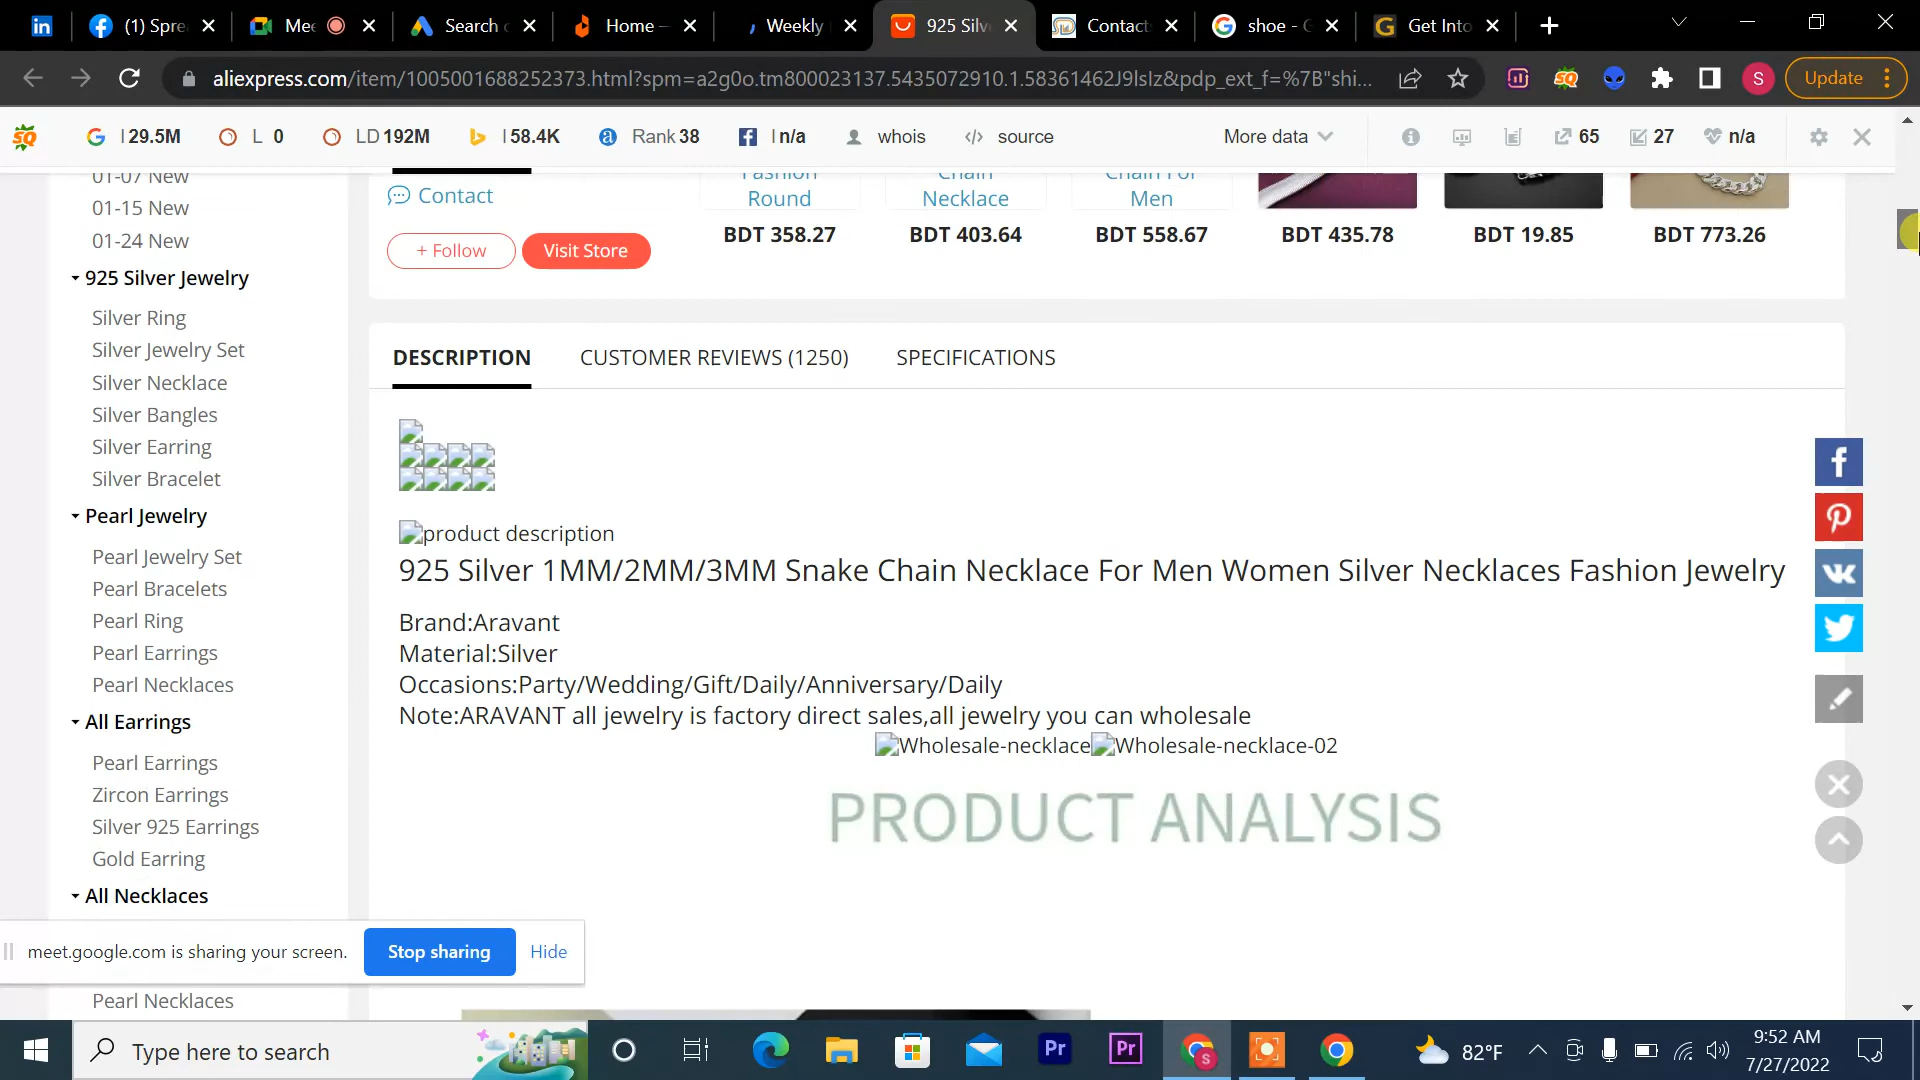 (1) Spre
Mee
Search
Home –
Weekly
925 Silv
Contact
shoe - G
Get Into
aliexpress.com/item/1005001688252373.html?spm=a2g0o.tm800023137.5435072910.1.58361462J9lsIz&pdp_ext_f=%7B"shi...
S
Update
I 29.5M
L 0
LD 192M
I 58.4K
Rank 38
I n/a
whois
source
More data
65
27
n/a
01-07 New
01-15 New
01-24 New
925 Silver Jewelry
Silver Ring
Silver Jewelry Set
Silver Necklace
Silver Bangles
Silver Earring
Silver Bracelet
Pearl Jewelry
Pearl Jewelry Set
Pearl Bracelets
Pearl Ring
Pearl Earrings
Pearl Necklaces
All Earrings
Pearl Earrings
Zircon Earrings
Silver 925 Earrings
Gold Earring
All Necklaces
Pearl Necklaces
Contact
+ Follow
Visit Store
Fashion
Round
BDT 358.27
Chain
Necklace
BDT 403.64
Chain For
Men
BDT 558.67
BDT 435.78
BDT 19.85
BDT 773.26
DESCRIPTION
CUSTOMER REVIEWS (1250)
SPECIFICATIONS
product description
925 Silver 1MM/2MM/3MM Snake Chain Necklace For Men Women Silver Necklaces Fashion Jewelry
Brand:Aravant
Material:Silver
Occasions:Party/Wedding/Gift/Daily/Anniversary/Daily
Note:ARAVANT all jewelry is factory direct sales,all jewelry you can wholesale
Wholesale-necklace
Wholesale-necklace-02
PRODUCT ANALYSIS
meet.google.com is sharing your screen.
Stop sharing
Hide
Type here to search
Pr
Pr
82°F
9:52 AM
7/27/2022